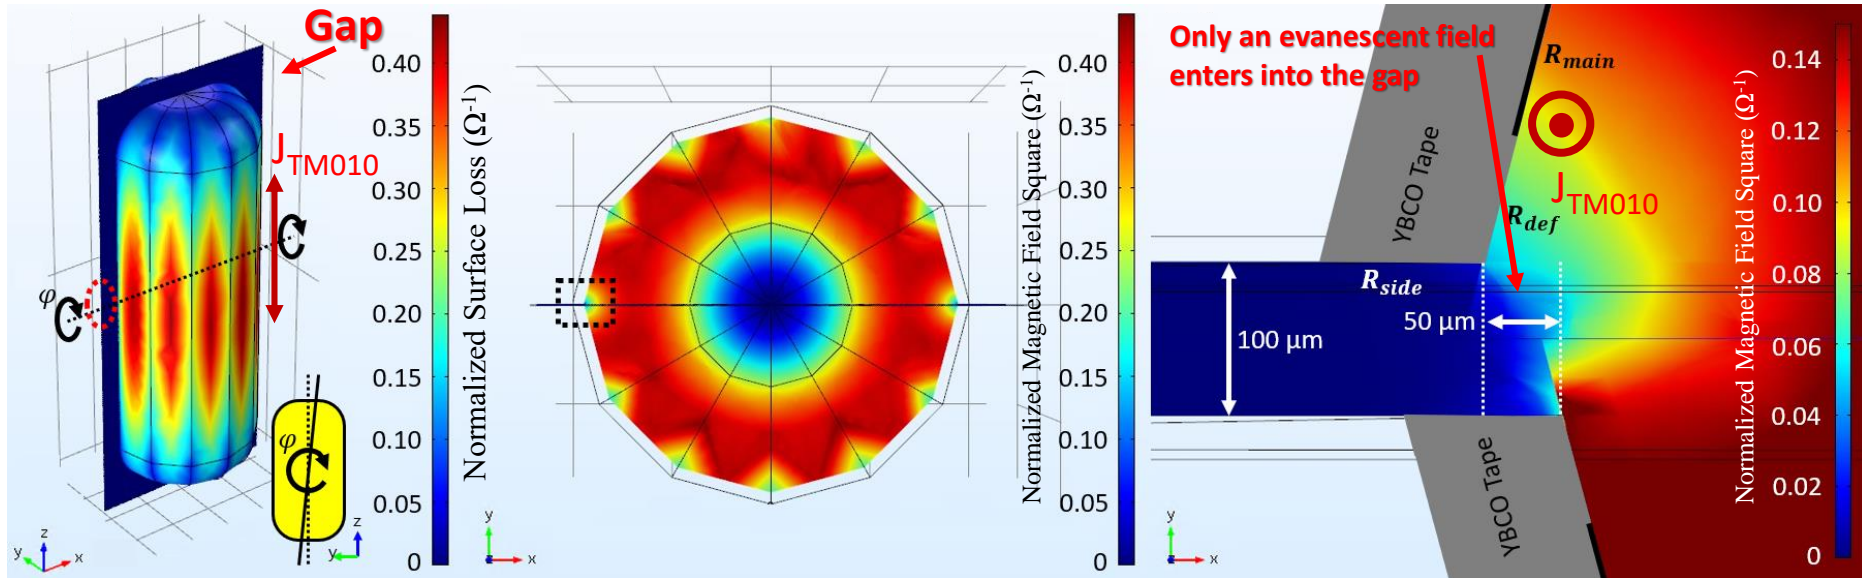 Gap
J
TM010
φ
φ
z
y
x
z
y
0.40
0.35
0.30
0.25
0.20
0.15
0.10
0.05
0
Normalized Surface Loss (Ω⁻¹)
y
x
Normalized Magnetic Field Square (Ω⁻¹)
0.40
0.35
0.30
0.25
0.20
0.15
0.10
0.05
0
Only an evanescent field
enters into the gap
YBCO Tape
R_main
J
TM010
R_def
R_side
50 μm
100 μm
YBCO Tape
y
x
Normalized Magnetic Field Square (Ω⁻¹)
0.14
0.12
0.10
0.08
0.06
0.04
0.02
0